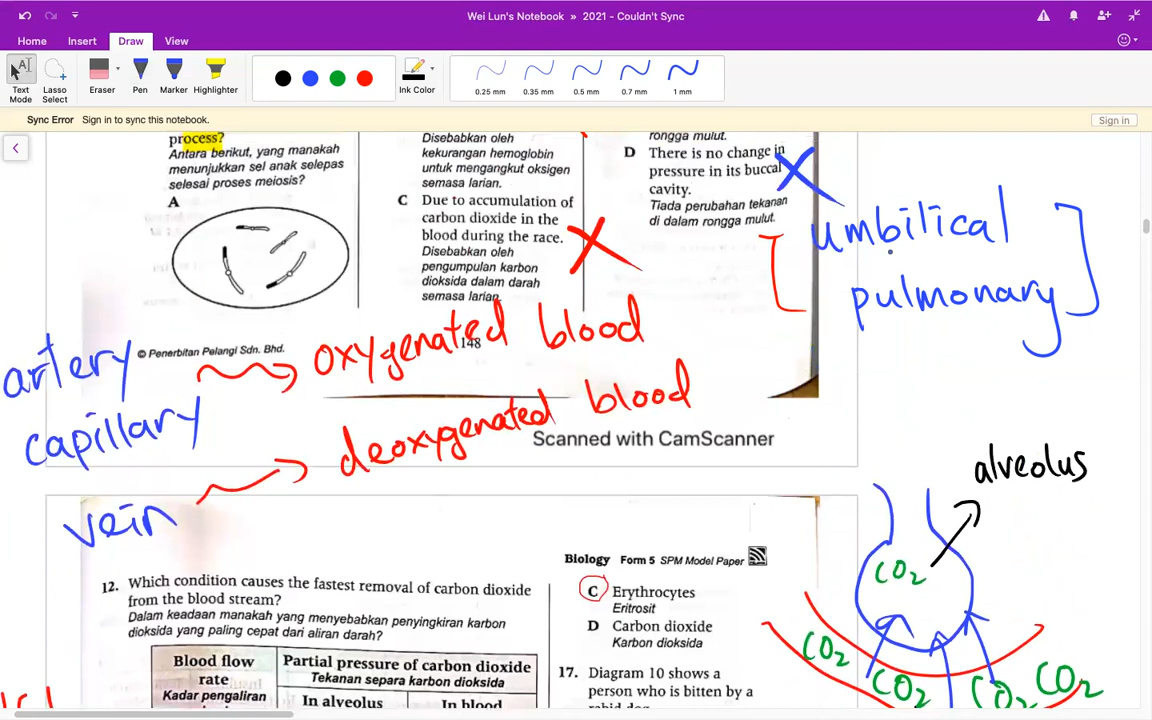 Wei Lun's Notebook » 2021 - Couldn't Sync
Home Insert Draw View
Text Mode
Lasso Select
Eraser
Pen
Marker
Highlighter
Ink Color
0.25 mm
0.35 mm
0.5 mm
0.7 mm
1 mm
Sync Error Sign in to sync this notebook.
Sign in
process?
Antara berikut, yang manakah
menunjukkan sel anak selepas
selesai proses meiosis?
A
© Penerbitan Pelangi Sdn. Bhd.
Disebabkan oleh
kekurangan hemoglobin
untuk mengangkut oksigen
semasa larian.
C Due to accumulation of
carbon dioxide in the
blood during the race.
Disebabkan oleh
pengumpulan karbon
dioksida dalam darah
semasa larian.
148
rongga mulut.
D There is no change in
pressure in its buccal
cavity.
Tiada perubahan tekanan
di dalam rongga mulut.
umbilical
pulmonary
artery
oxygenated blood
capillary
deoxygenated blood
vein
Scanned with CamScanner
alveolus
CO2
CO2
CO2
CO2
CO2
12. Which condition causes the fastest removal of carbon dioxide
from the blood stream?
Dalam keadaan manakah yang menyebabkan penyingkiran karbon
dioksida yang paling cepat dari aliran darah?
Blood flow
rate
Kadar pengaliran
Partial pressure of carbon dioxide
Tekanan separa karbon dioksida
In alveolus
In blood
Biology Form 5 SPM Model Paper
C Erythrocytes
Eritrosit
D Carbon dioxide
Karbon dioksida
17. Diagram 10 shows a
person who is bitten by a